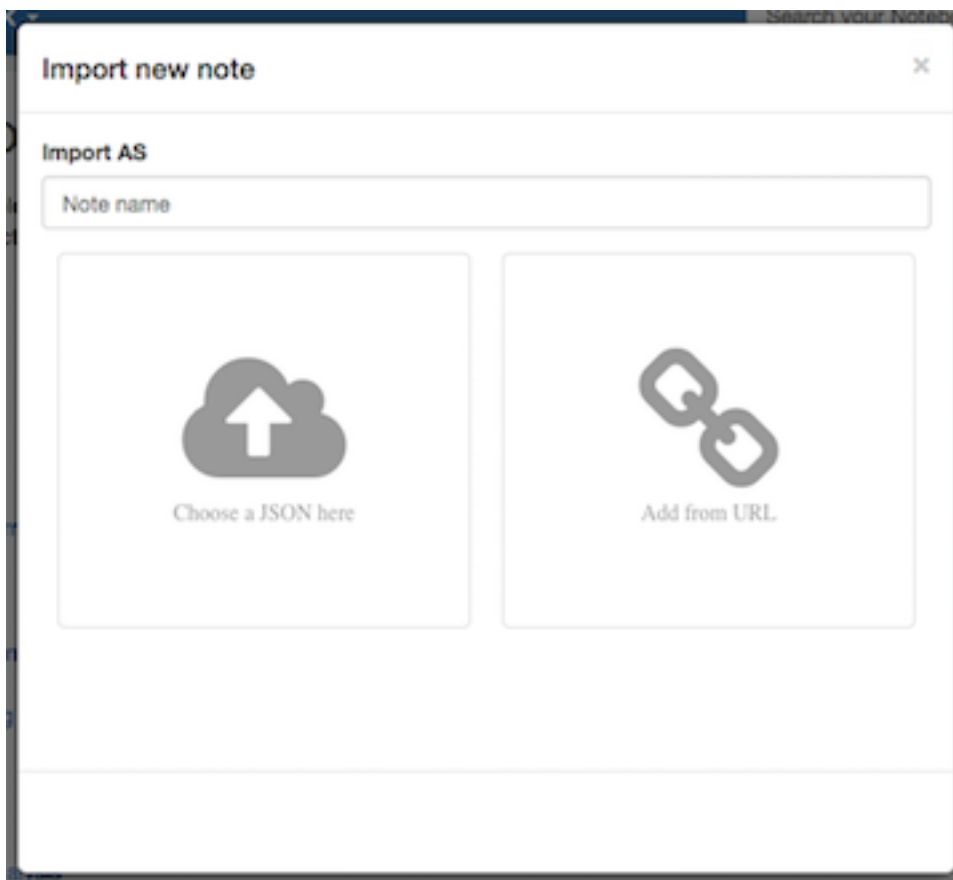 Search your Noteb
Import new note
×
Import AS
Note name
Choose a JSON here
Add from URL